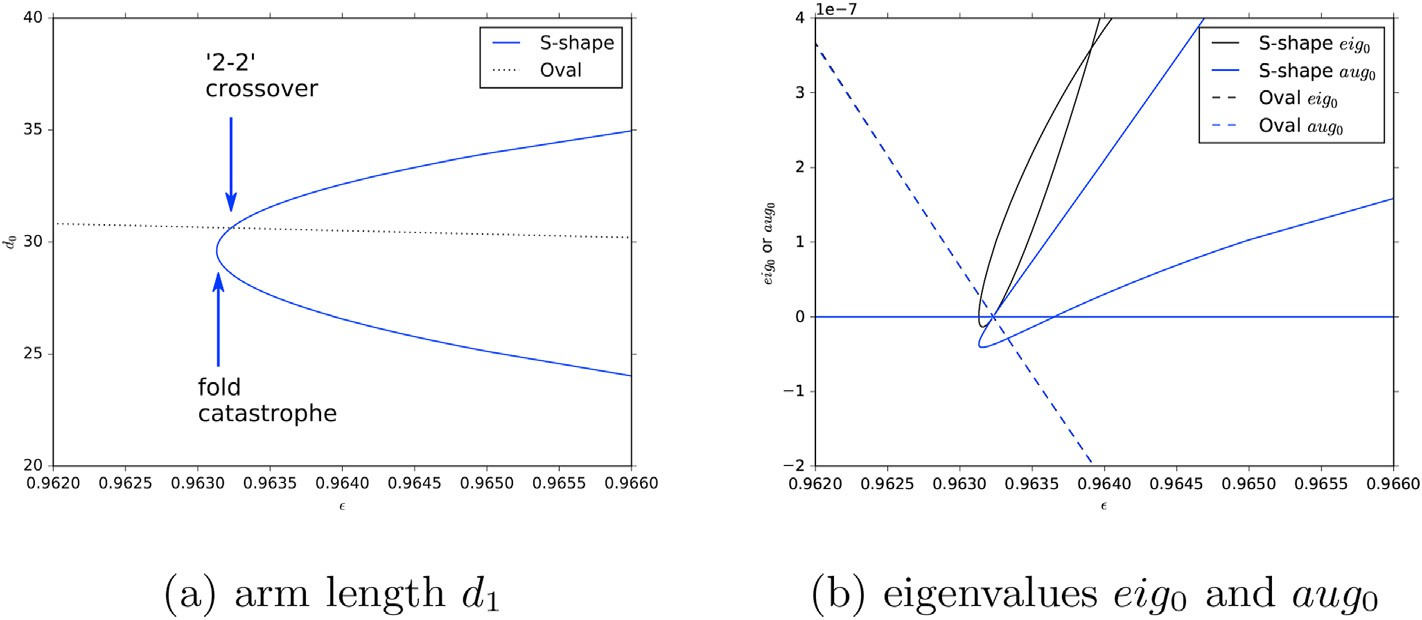 40
35
30
25
20
d₀
'2-2'
crossover
fold
catastrophe
S-shape
Oval
0.9620 0.9625 0.9630 0.9635 0.9640 0.9645 0.9650 0.9655 0.9660
ϵ
(a) arm length d₁
1e−7
4
3
2
1
0
−1
−2
eig₀ or aug₀
S-shape eig₀
S-shape aug₀
Oval eig₀
Oval aug₀
0.9620 0.9625 0.9630 0.9635 0.9640 0.9645 0.9650 0.9655 0.9660
ϵ
(b) eigenvalues eig₀ and aug₀